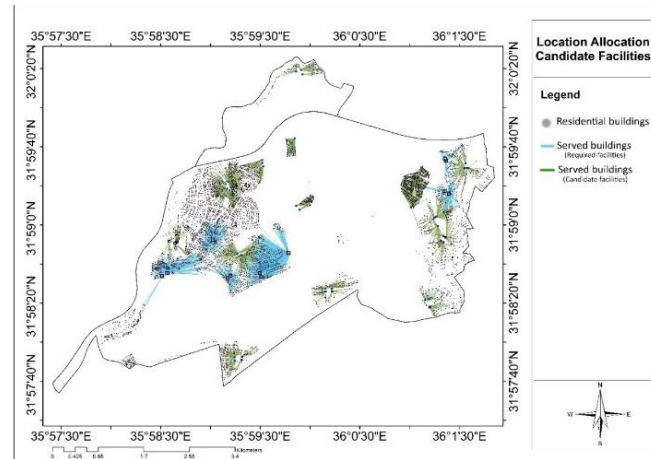 35°57'30"E 35°58'30"E 35°59'30"E 36°0'30"E 36°1'30"E
Location Allocation
Candidate Facilities
Legend
Residential buildings
Served buildings
(Required facilities)
Served buildings
(Candidate facilities)
32°0'20"N
31°59'40"N
31°59'0"N
31°58'20"N
31°57'40"N
32°0'20"N
31°59'40"N
31°59'0"N
31°58'20"N
31°57'40"N
35°57'30"E 35°58'30"E 35°59'30"E 36°0'30"E 36°1'30"E
Kilometers
0 0.425 0.85 1.7 2.55 3.4
N
W E
S